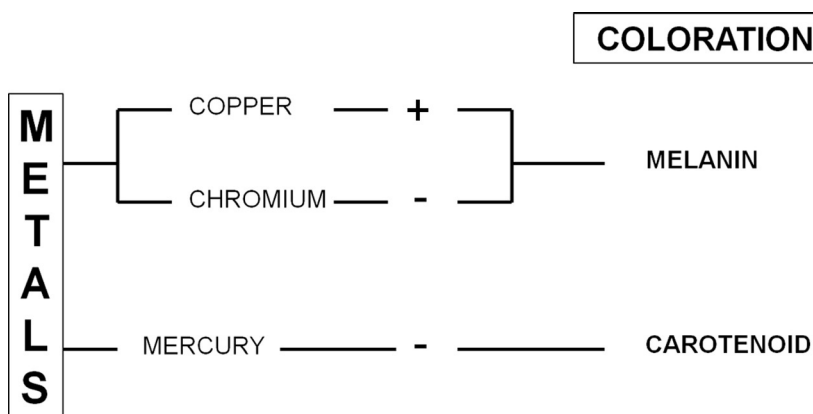 COLORATION
METALS
COPPER +
MELANIN
CHROMIUM -
MERCURY - CAROTENOID